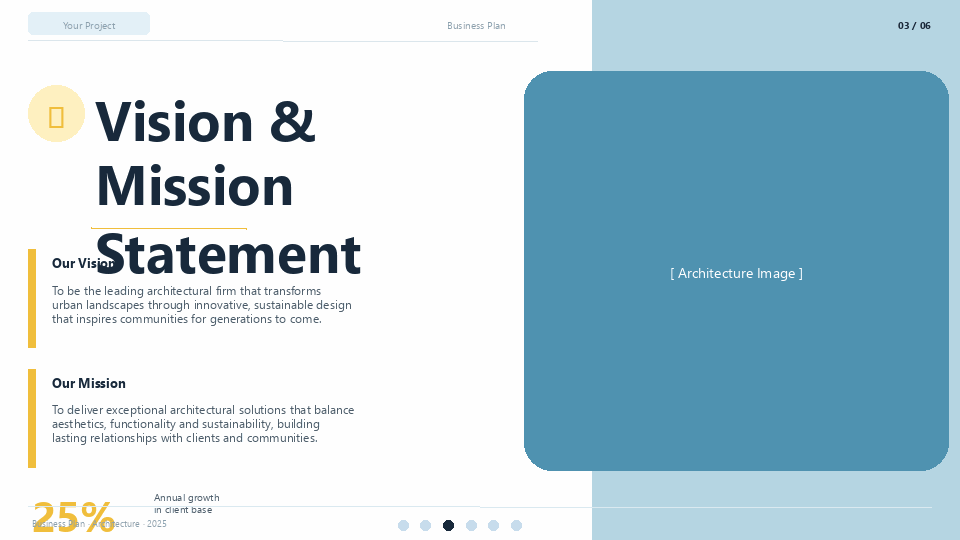 Your Project
Business Plan
03 / 06
Vision &
Mission
Statement
Our Vision
To be the leading architectural firm that transforms
urban landscapes through innovative, sustainable design
that inspires communities for generations to come.
[ Architecture Image ]
Our Mission
To deliver exceptional architectural solutions that balance
aesthetics, functionality and sustainability, building
lasting relationships with clients and communities.
25%
Annual growth
in client base
Business Plan · Architecture · 2025